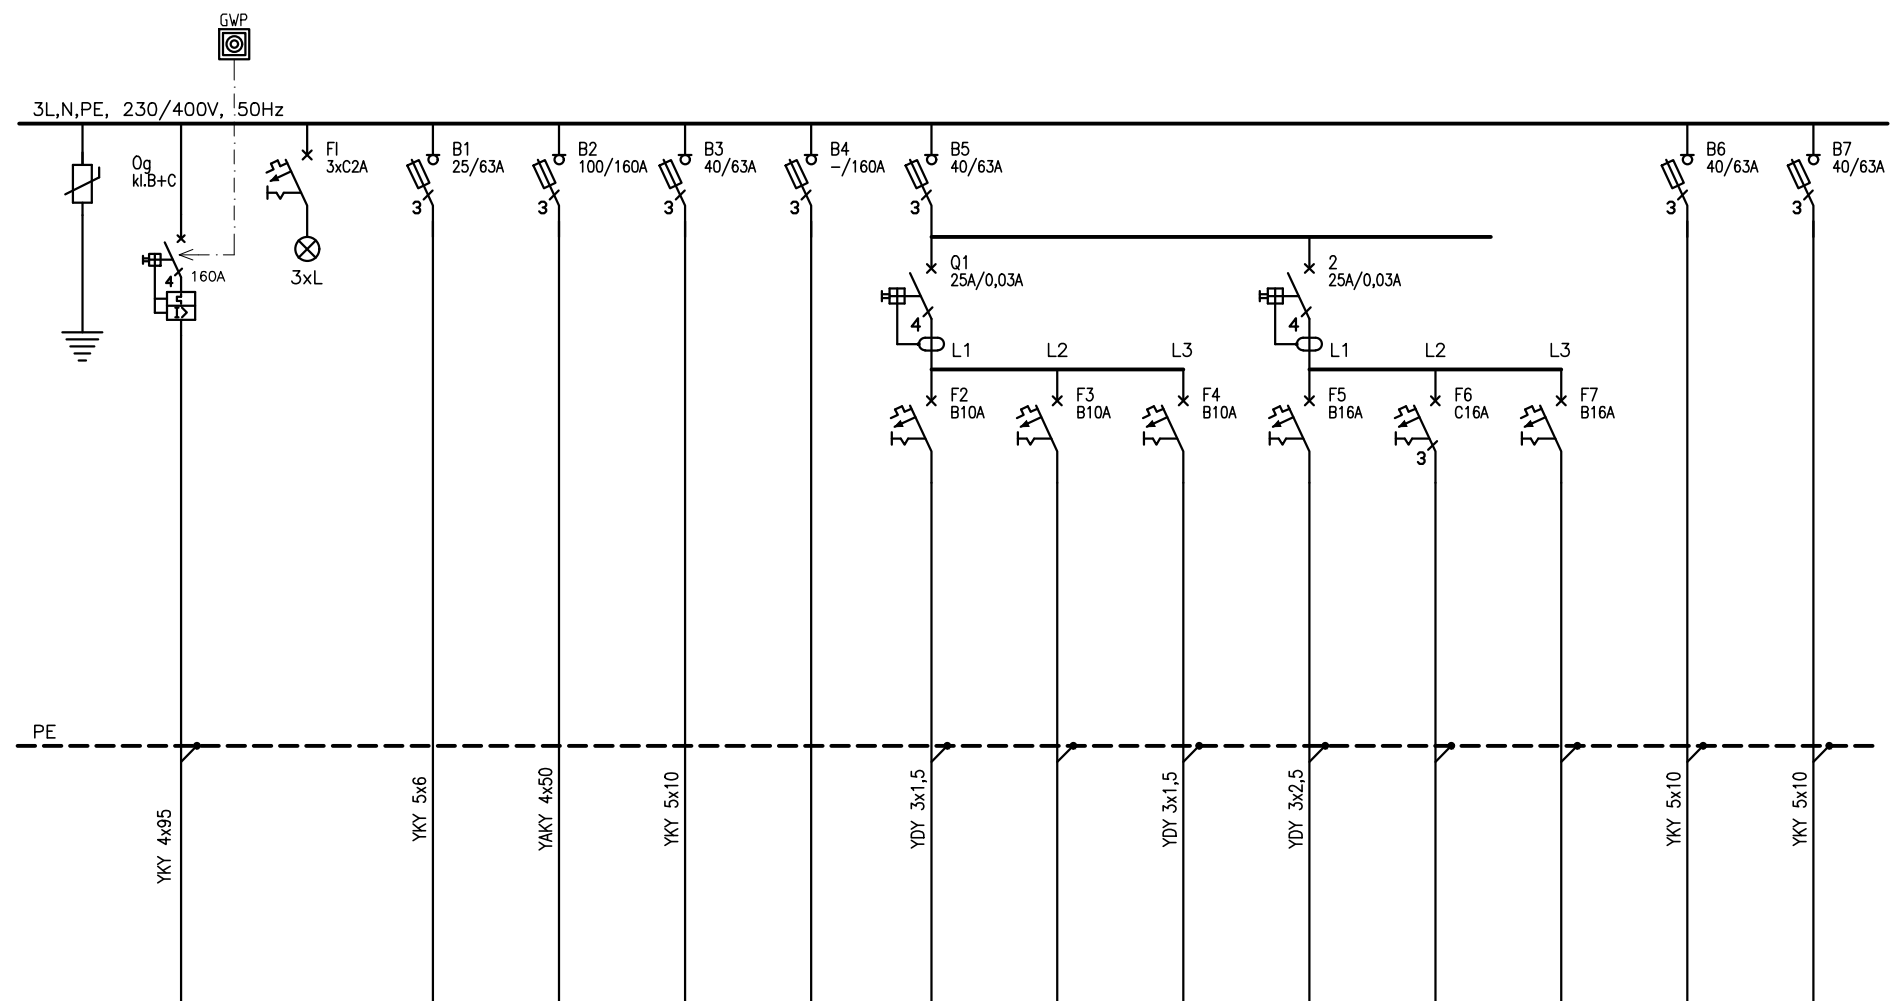 GWP
3L,N,PE, 230/400V, 50Hz
Og
kl.B+C
160A
4
I>
FI
3xC2A
3xL
B1
25/63A
3
B2
100/160A
3
B3
40/63A
3
B4
-/160A
3
B5
40/63A
3
B6
40/63A
3
B7
40/63A
3
Q1
25A/0,03A
4
2
25A/0,03A
4
L1
L2
L3
L1
L2
L3
F2
B10A
F3
B10A
F4
B10A
F5
B16A
F6
C16A
3
F7
B16A
PE
YKY 4x95
YKY 5x6
YAKY 4x50
YKY 5x10
YDY 3x1,5
YDY 3x1,5
YDY 3x2,5
YKY 5x10
YKY 5x10